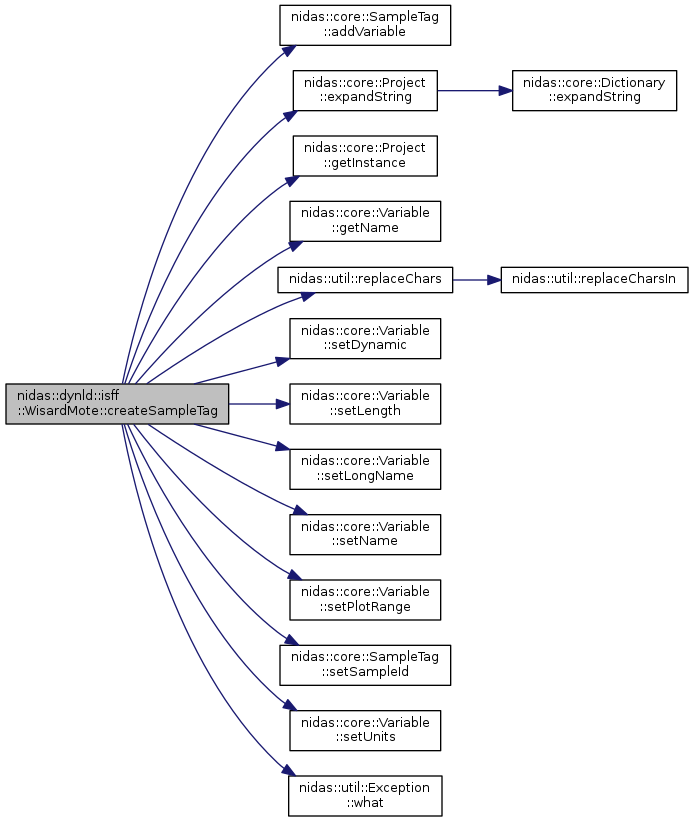 nidas::core::SampleTag
::addVariable
nidas::core::Project
::expandString
nidas::core::Dictionary
::expandString
nidas::core::Project
::getInstance
nidas::core::Variable
::getName
nidas::util::replaceChars
nidas::util::replaceCharsIn
nidas::core::Variable
::setDynamic
nidas::dynld::isff
::WisardMote::createSampleTag
nidas::core::Variable
::setLength
nidas::core::Variable
::setLongName
nidas::core::Variable
::setName
nidas::core::Variable
::setPlotRange
nidas::core::SampleTag
::setSampleId
nidas::core::Variable
::setUnits
nidas::util::Exception
::what